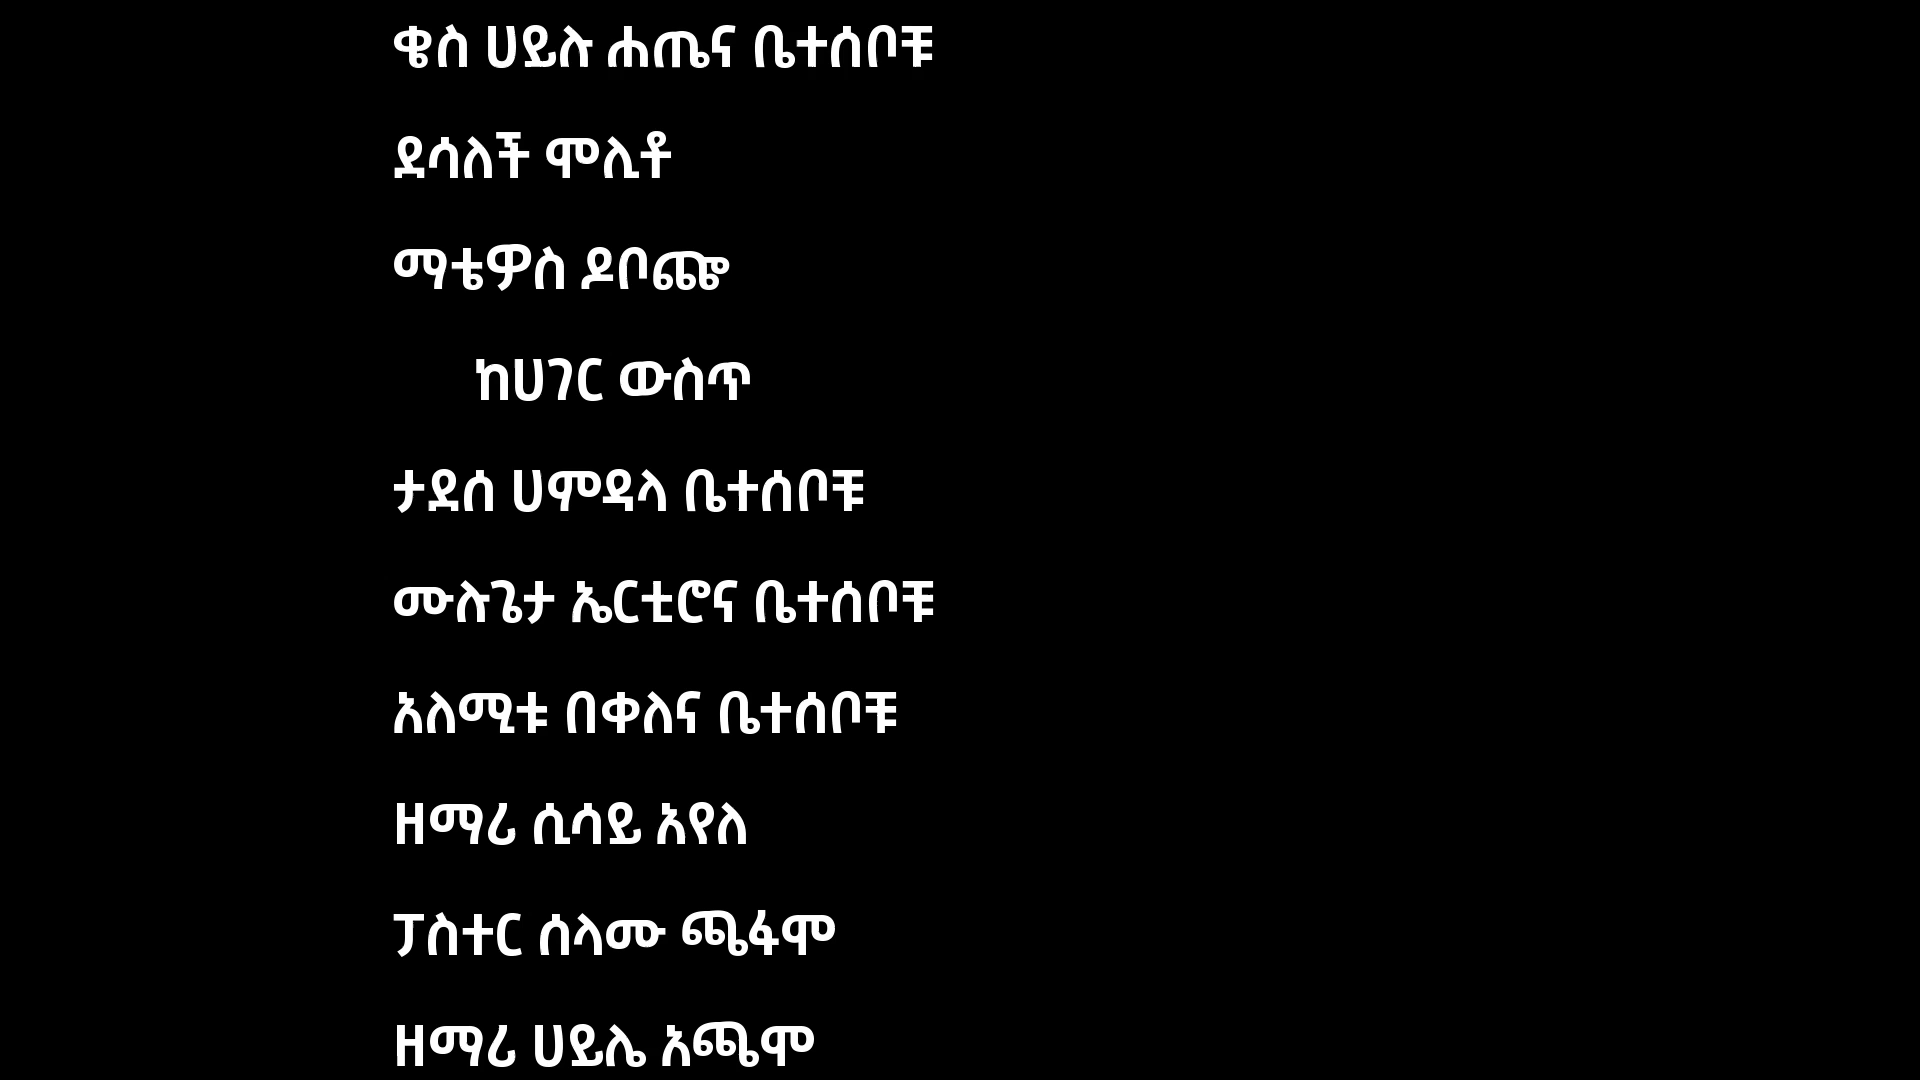 ቄስ ሀይሉ ሐጤና ቤተሰቦቹ
ደሳለች ሞሊቶ
ማቴዎስ ዶቦጬ
ከሀገር ውስጥ
ታደሰ ሀምዳላ ቤተሰቦቹ
ሙሉጌታ ኤርቲሮና ቤተሰቦቹ
አለሚቱ በቀለና ቤተሰቦቹ
ዘማሪ ሲሳይ አየለ
ፓስተር ሰላሙ ጫፋሞ
ዘማሪ ሀይሌ አጫሞ